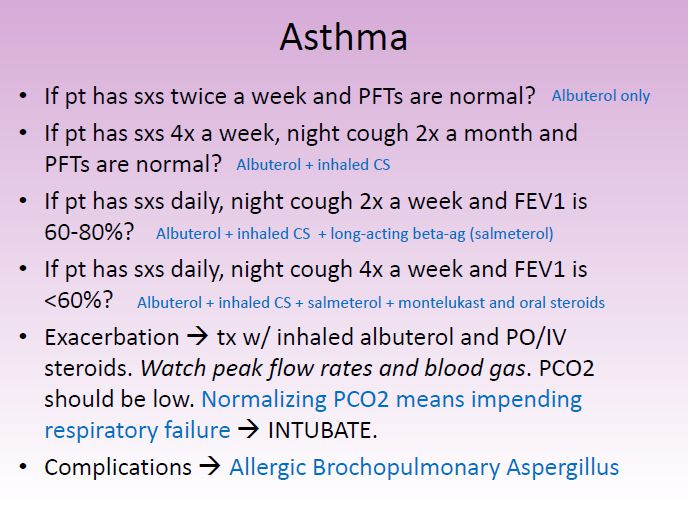 Asthma
• If pt has sxs twice a week and PFTs are normal? Albuterol only
• If pt has sxs 4x a week, night cough 2x a month and
PFTs are normal? Albuterol + inhaled CS
• If pt has sxs daily, night cough 2x a week and FEV1 is
60-80%? Albuterol + inhaled CS + long-acting beta-ag (salmeterol)
• If pt has sxs daily, night cough 4x a week and FEV1 is
<60%? Albuterol + inhaled CS + salmeterol + montelukast and oral steroids
• Exacerbation → tx w/ inhaled albuterol and PO/IV
steroids. Watch peak flow rates and blood gas. PCO2
should be low. Normalizing PCO2 means impending
respiratory failure → INTUBATE.
• Complications → Allergic Brochopulmonary Aspergillus